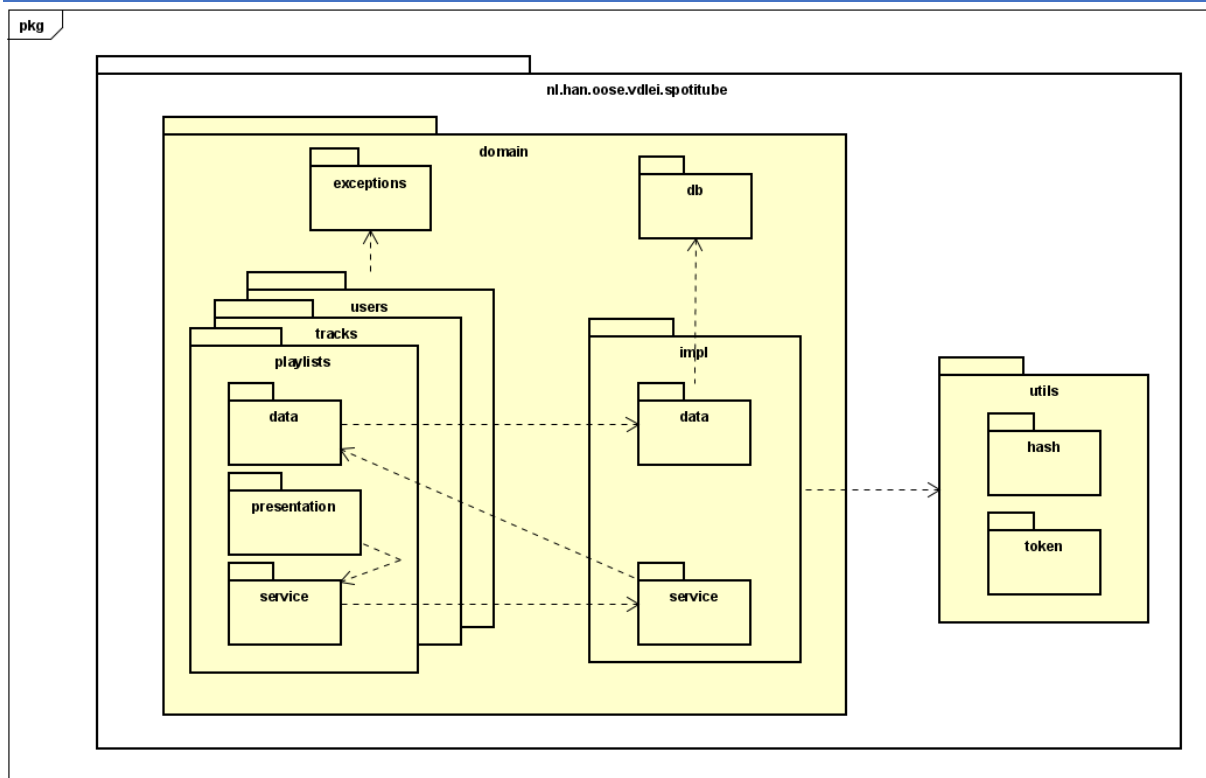 pkg
nl.han.oose.vdlei.spotitube
domain
exceptions
db
users
tracks
playlists
impl
data
data
presentation
service
service
utils
hash
token